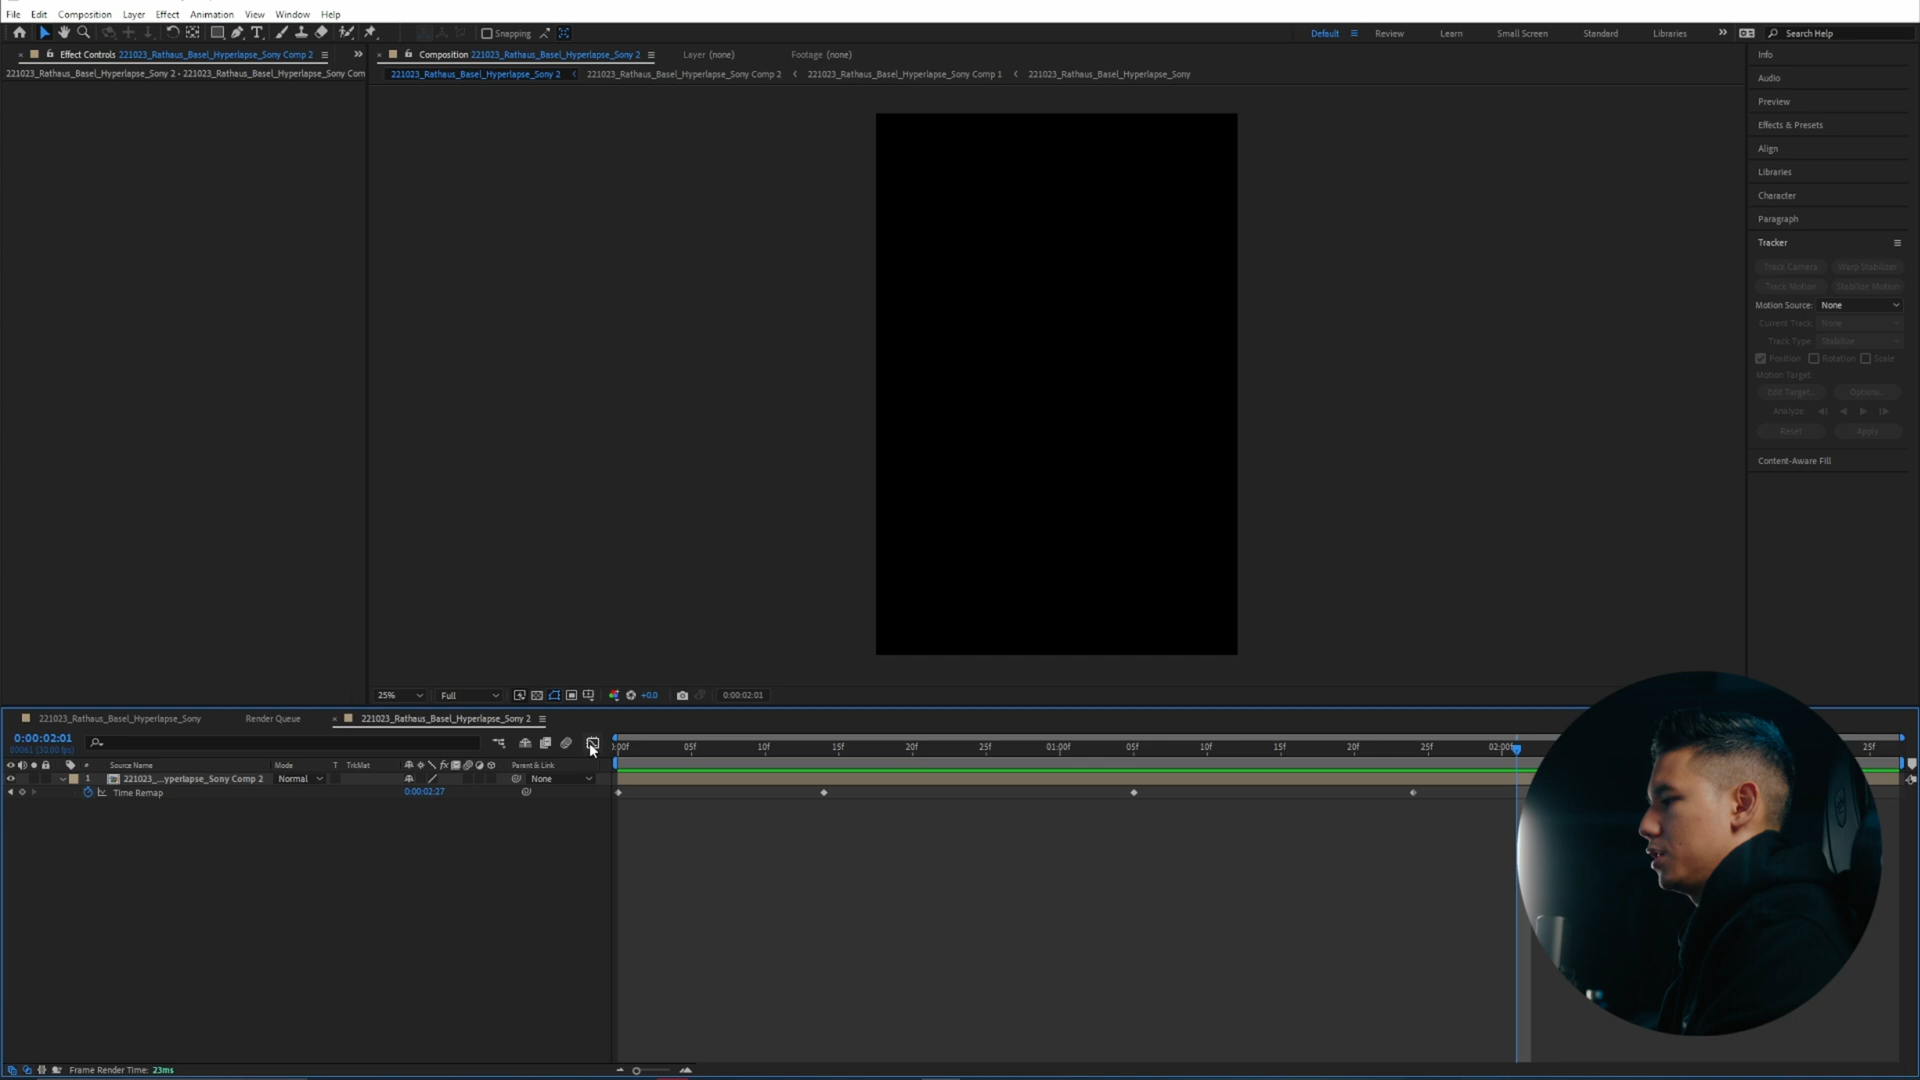 File Edit Composition Layer Effect Animation View Window Help
Snapping
Default Review Learn Small Screen Standard Libraries Search Help
Effect Controls 221023_Rathaus_Basel_Hyperlapse_Sony Comp 2
221023_Rathaus_Basel_Hyperlapse_Sony 2 • 221023_Rathaus_Basel_Hyperlapse_Sony Com
Composition 221023_Rathaus_Basel_Hyperlapse_Sony 2 Layer (none) Footage (none)
221023_Rathaus_Basel_Hyperlapse_Sony 2 221023_Rathaus_Basel_Hyperlapse_Sony Comp 2 221023_Rathaus_Basel_Hyperlapse_Sony Comp 1 221023_Rathaus_Basel_Hyperlapse_Sony
Info
Audio
Preview
Effects & Presets
Align
Libraries
Character
Paragraph
Tracker
Track Camera Warp Stabilizer
Track Motion Stabilize Motion
Motion Source: None
Current Track: None
Track Type Stabilize
Position Rotation Scale
Motion Target:
Edit Target... Options...
Analyze:
Reset Apply
Content-Aware Fill
25% Full +0.0 0:00:02:01
221023_Rathaus_Basel_Hyperlapse_Sony Render Queue 221023_Rathaus_Basel_Hyperlapse_Sony 2
0:00:02:01
00061 (30.00 fps)
:00f 05f 10f 15f 20f 25f 01:00f 05f 10f 15f 20f 25f 02:00f 25f
# Source Name Mode T TrkMat Parent & Link
1 221023_...yperlapse_Sony Comp 2 Normal None
Time Remap 0:00:02:27
Frame Render Time: 23ms